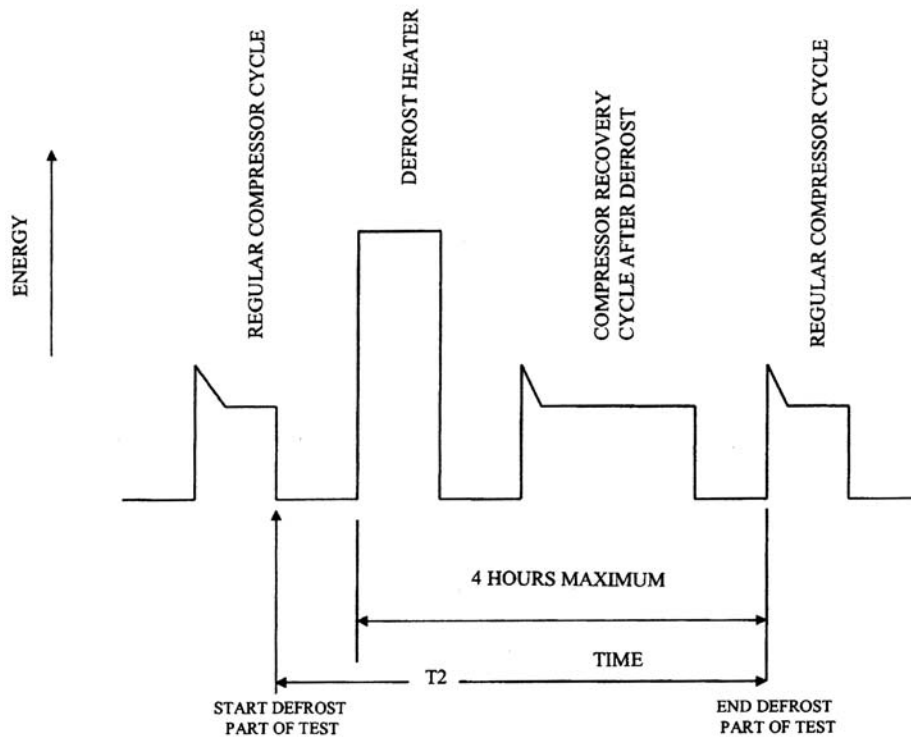 REGULAR COMPRESSOR CYCLE
DEFROST HEATER
COMPRESSOR RECOVERY
CYCLE AFTER DEFROST
REGULAR COMPRESSOR CYCLE
ENERGY
4 HOURS MAXIMUM
TIME
T2
START DEFROST
PART OF TEST
END DEFROST
PART OF TEST